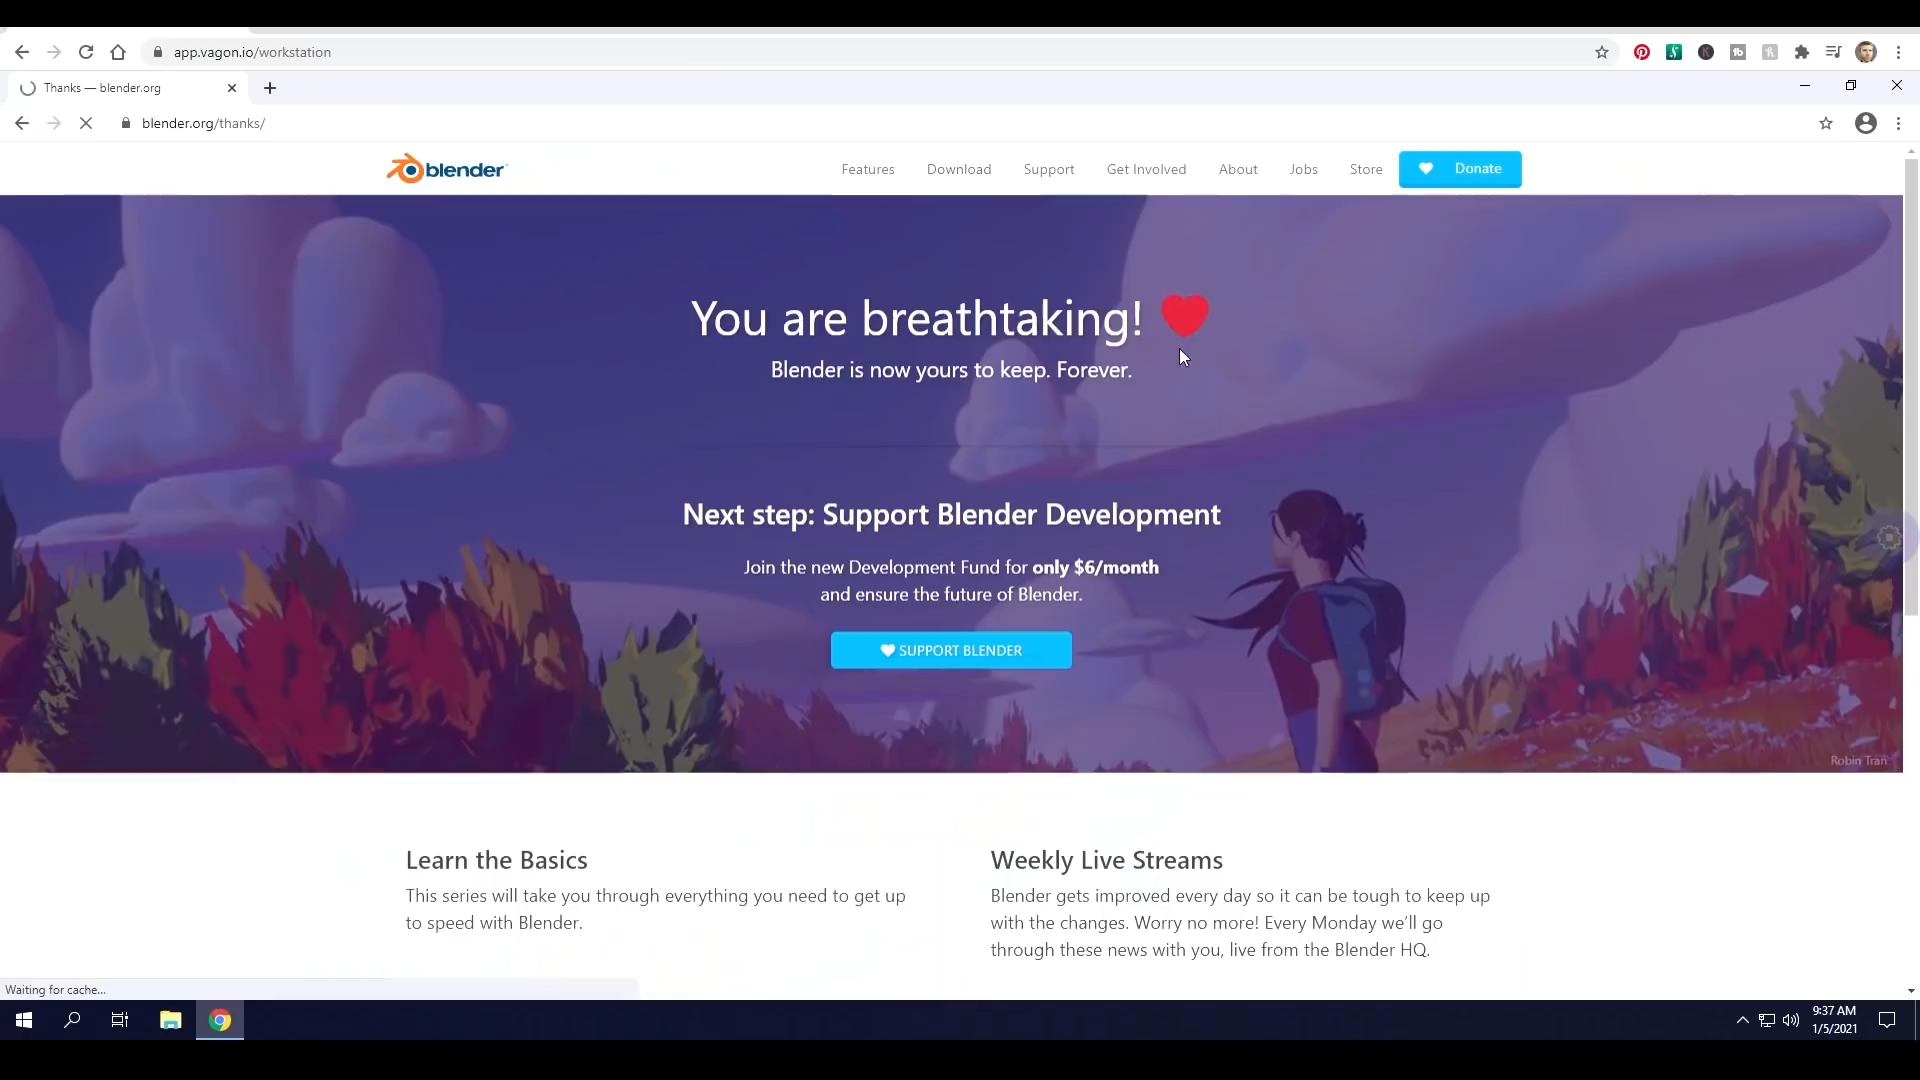 app.vagon.io/workstation
Thanks — blender.org
blender.org/thanks/
blender
Features
Download
Support
Get Involved
About
Jobs
Store
Donate
You are breathtaking!
Blender is now yours to keep. Forever.
Next step: Support Blender Development
Join the new Development Fund for only $6/month
and ensure the future of Blender.
SUPPORT BLENDER
Robin Tran
Learn the Basics
This series will take you through everything you need to get up
to speed with Blender.
Weekly Live Streams
Blender gets improved every day so it can be tough to keep up
with the changes. Worry no more! Every Monday we’ll go
through these news with you, live from the Blender HQ.
Waiting for cache...
9:37 AM
1/5/2021